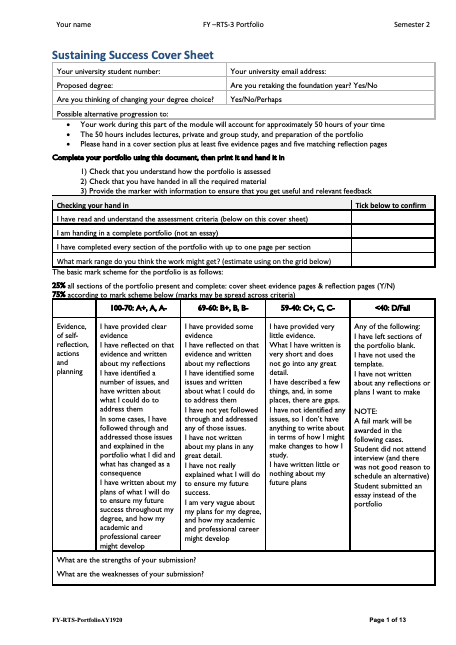 Your name FY –RTS-3 Portfolio Semester 2
Sustaining Success Cover Sheet
Your university student number: Your university email address:
Proposed degree: Are you retaking the foundation year? Yes/No
Are you thinking of changing your degree choice? Yes/No/Perhaps
Possible alternative progression to:
• Your work during this part of the module will account for approximately 50 hours of your time
• The 50 hours includes lectures, private and group study, and preparation of the portfolio
• Please hand in a cover section plus at least five evidence pages and five matching reflection pages
Complete your portfolio using this document, then print it and hand it in
1) Check that you understand how the portfolio is assessed
2) Check that you have handed in all the required material
3) Provide the marker with information to ensure that you get useful and relevant feedback
Checking your hand in Tick below to confirm
I have read and understand the assessment criteria (below on this cover sheet)
I am handing in a complete portfolio (not an essay)
I have completed every section of the portfolio with up to one page per section
What mark range do you think the work might get? (estimate using on the grid below)
The basic mark scheme for the portfolio is as follows:
25% all sections of the portfolio present and complete: cover sheet evidence pages & reflection pages (Y/N)
75% according to mark scheme below (marks may be spread across criteria)
100-70: A+, A, A- 69-60: B+, B, B- 59-40: C+, C, C- <40: D/Fail
Evidence,
of self-
reflection,
actions
and
planning
I have provided clear
evidence
I have reflected on that
evidence and written
about my reflections
I have identified a
number of issues, and
have written about
what I could do to
address them
In some cases, I have
followed through and
addressed those issues
and explained in the
portfolio what I did and
what has changed as a
consequence
I have written about my
plans of what I will do
to ensure my future
success throughout my
degree, and how my
academic and
professional career
might develop
I have provided some
evidence
I have reflected on that
evidence and written
about my reflections
I have identified some
issues and written
about what I could do
to address them
I have not yet followed
through and addressed
any of those issues.
I have not written
about my plans in any
great detail.
I have not really
explained what I will do
to ensure my future
success.
I am very vague about
my plans for my degree,
and how my academic
and professional career
might develop
I have provided very
little evidence.
What I have written is
very short and does
not go into any great
detail.
I have described a few
things, and, in some
places, there are gaps.
I have not identified any
issues, so I don't have
anything to write about
in terms of how I might
make changes to how I
study.
I have written little or
nothing about my
future plans
Any of the following:
I have left sections of
the portfolio blank.
I have not used the
template.
I have not written
about any reflections or
plans I want to make
NOTE:
A fail mark will be
awarded in the
following cases.
Student did not attend
interview (and there
was not good reason to
schedule an alternative)
Student submitted an
essay instead of the
portfolio
What are the strengths of your submission?
What are the weaknesses of your submission?
FY-RTS-PortfolioAY1920 Page 1 of 13